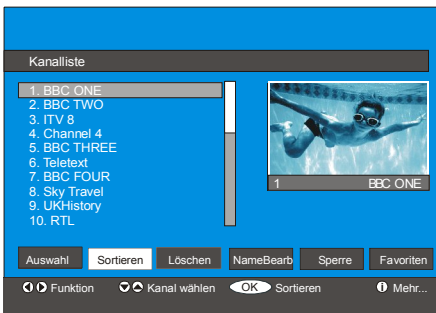 Kanalliste
1. BBC ONE
2. BBC TWO
3. ITV 8
4. Channel 4
5. BBC THREE
6. Teletext
7. BBC FOUR
8. Sky Travel
9. UKHistory
10. RTL
1 BBC ONE
Auswahl Sortieren Löschen NameBearb Sperre Favoriten
Funktion Kanal wählen OK Sortieren i Mehr...